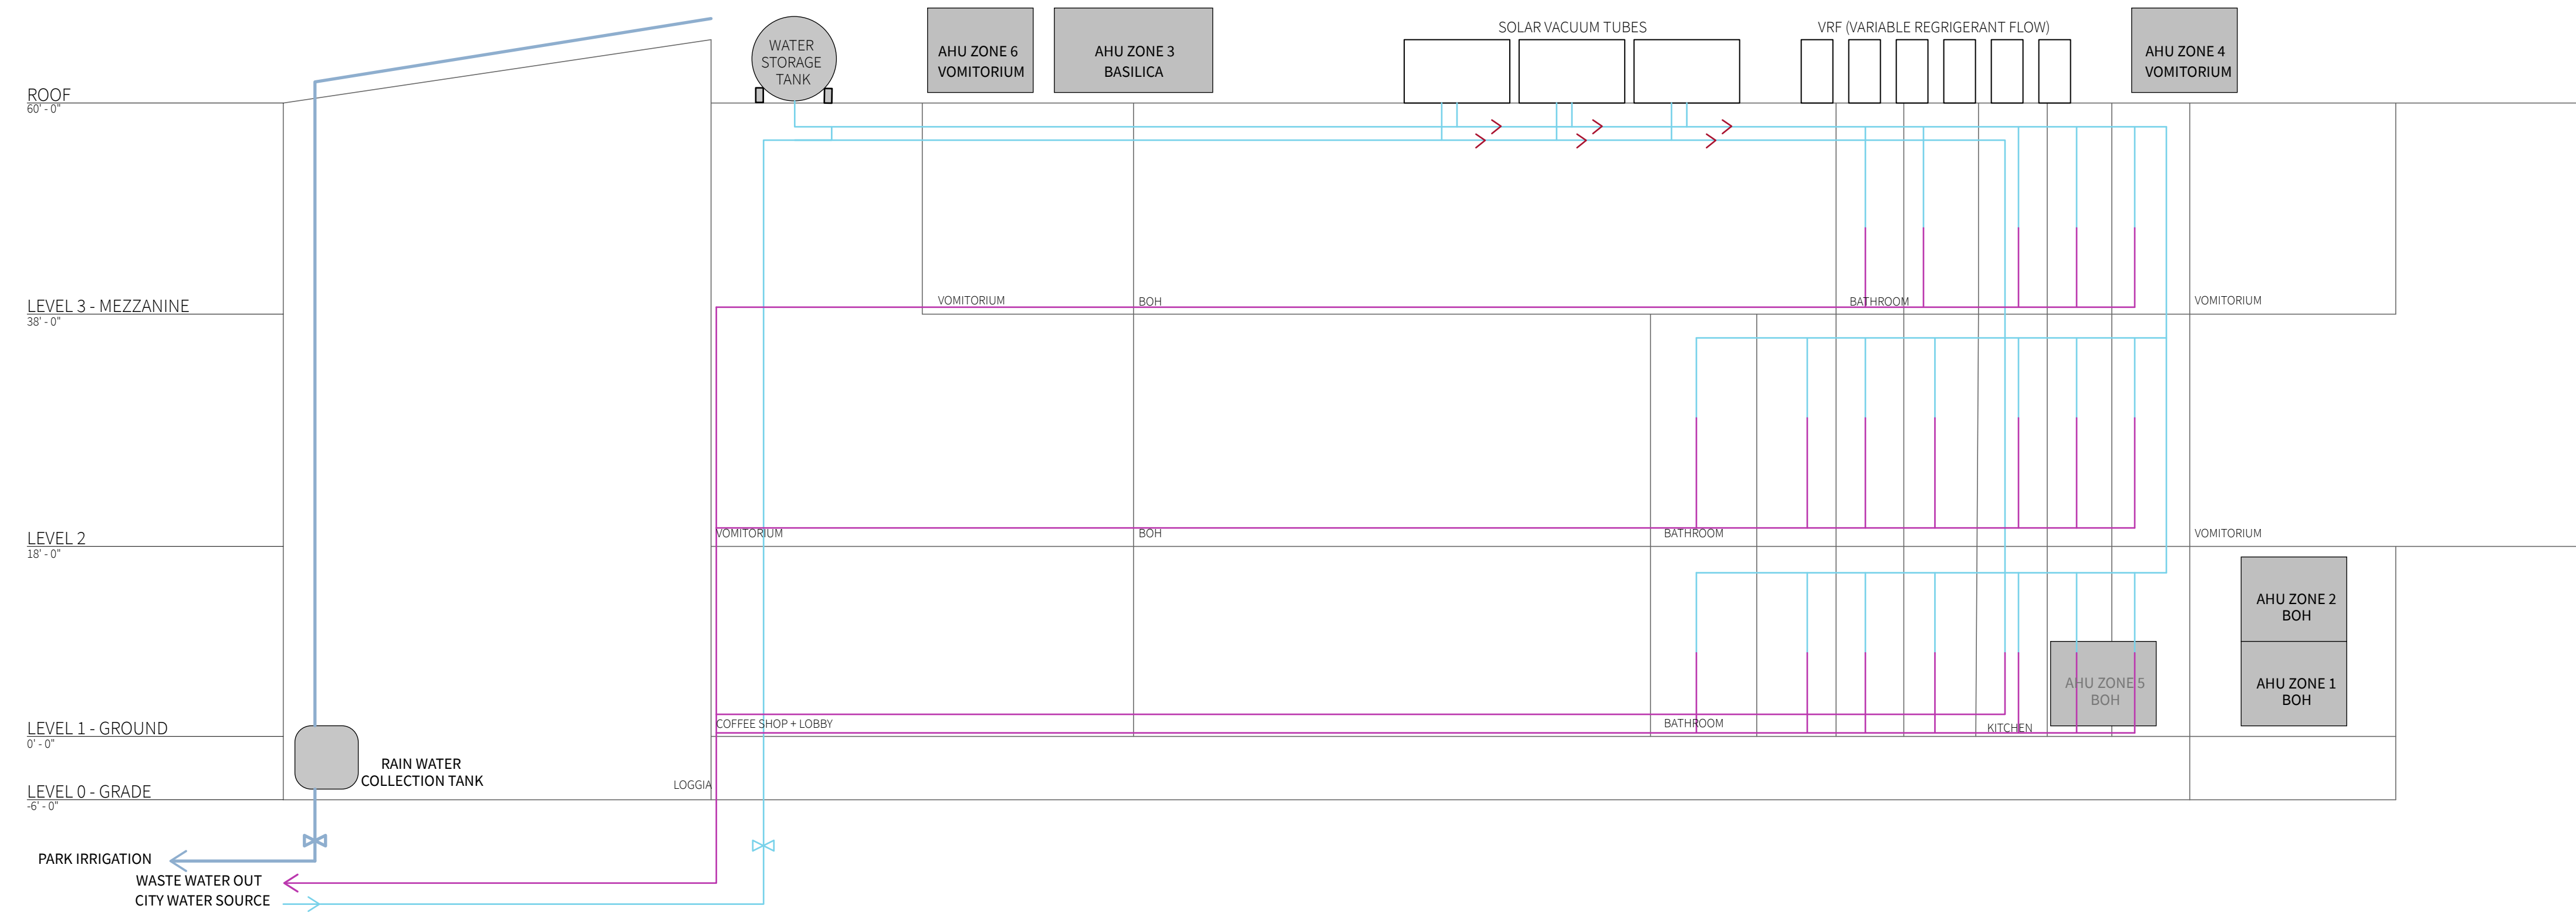 SOLAR VACUUM TUBES
VRF (VARIABLE REGRIGERANT FLOW)
WATER
STORAGE
TANK
AHU ZONE 6
VOMITORIUM
AHU ZONE 3
BASILICA
AHU ZONE 4
VOMITORIUM
ROOF
60' - 0"
LEVEL 3 - MEZZANINE
38' - 0"
VOMITORIUM
BOH
BATHROOM
VOMITORIUM
LEVEL 2
18' - 0"
VOMITORIUM
BOH
BATHROOM
VOMITORIUM
AHU ZONE 2
BOH
AHU ZONE 5
BOH
AHU ZONE 1
BOH
LEVEL 1 - GROUND
0' - 0"
COFFEE SHOP + LOBBY
BATHROOM
KITCHEN
RAIN WATER
COLLECTION TANK
LOGGIA
LEVEL 0 - GRADE
-6' - 0"
PARK IRRIGATION
WASTE WATER OUT
CITY WATER SOURCE